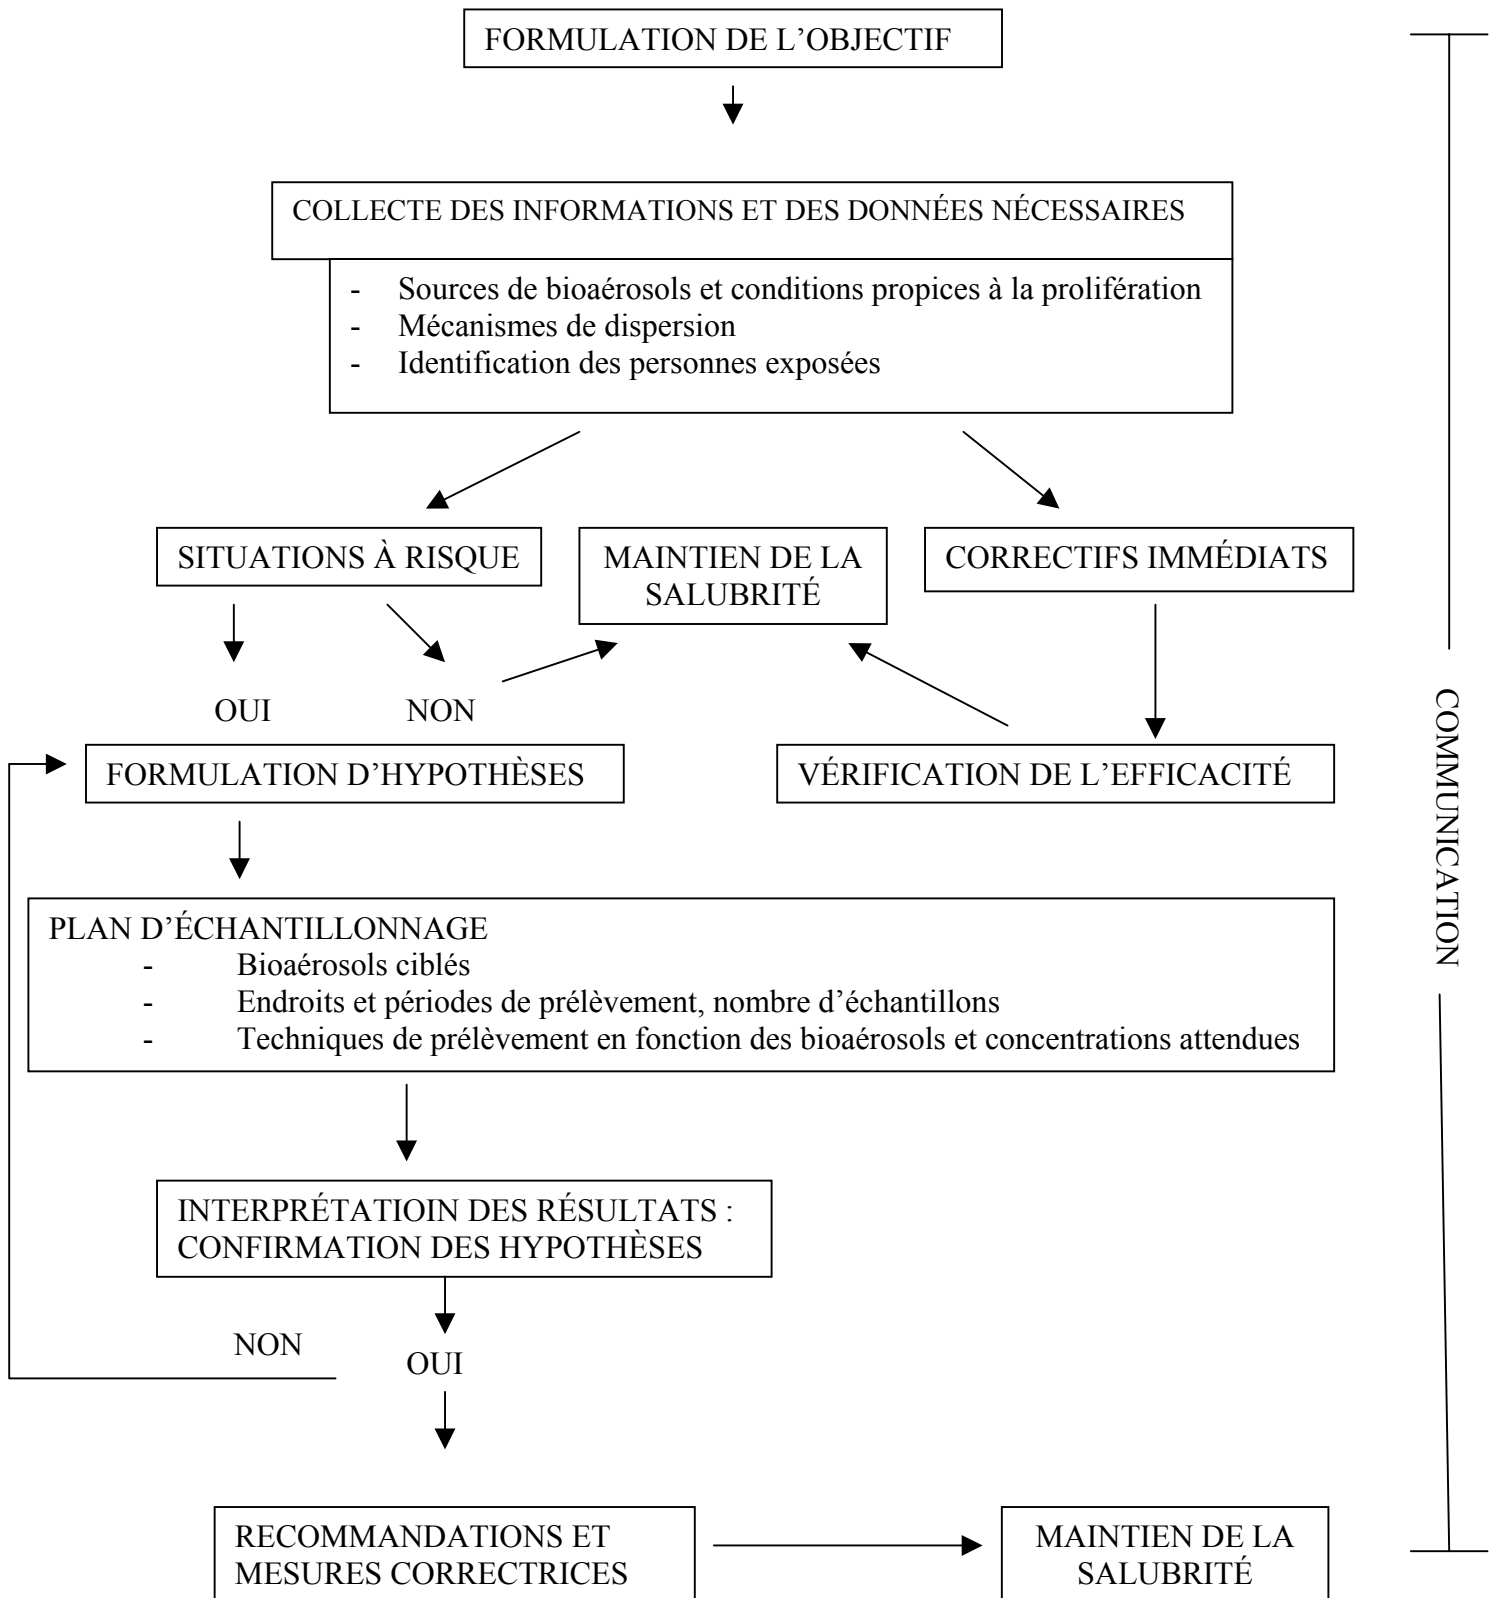 FORMULATION DE L’OBJECTIF
COLLECTE DES INFORMATIONS ET DES DONNÉES NÉCESSAIRES
- Sources de bioaérosols et conditions propices à la prolifération
- Mécanismes de dispersion
- Identification des personnes exposées
SITUATIONS À RISQUE
MAINTIEN DE LA
SALUBRITÉ
CORRECTIFS IMMÉDIATS
OUI
NON
FORMULATION D’HYPOTHÈSES
VÉRIFICATION DE L’EFFICACITÉ
PLAN D’ÉCHANTILLONNAGE
- Bioaérosols ciblés
- Endroits et périodes de prélèvement, nombre d’échantillons
- Techniques de prélèvement en fonction des bioaérosols et concentrations attendues
INTERPRÉTATIOIN DES RÉSULTATS :
CONFIRMATION DES HYPOTHÈSES
NON
OUI
RECOMMANDATIONS ET
MESURES CORRECTRICES
MAINTIEN DE LA
SALUBRITÉ
COMMUNICATION